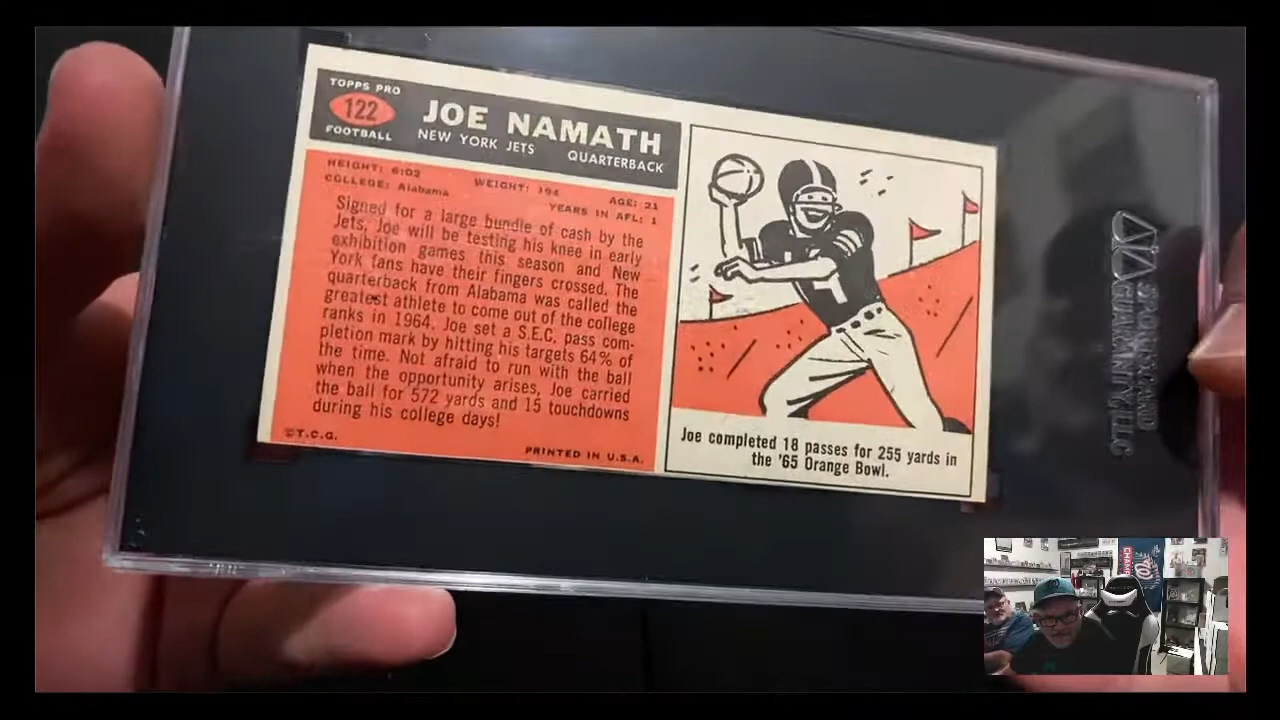 TOPPS PRO
122
FOOTBALL
JOE NAMATH
NEW YORK JETS QUARTERBACK
HEIGHT: 6:02 WEIGHT: 194 AGE: 21
COLLEGE: Alabama YEARS IN AFL: 1
Signed for a large bundle of cash by the
Jets, Joe will be testing his knee in early
exhibition games this season and New
York fans have their fingers crossed. The
quarterback from Alabama was called the
greatest athlete to come out of the college
ranks in 1964. Joe set a S.E.C. pass com-
pletion mark by hitting his targets 64% of
the time. Not afraid to run with the ball
when the opportunity arises, Joe carried
the ball for 572 yards and 15 touchdowns
during his college days!
©T.C.G. PRINTED IN U.S.A.
Joe completed 18 passes for 255 yards in
the '65 Orange Bowl.
GUARANTY, LLC